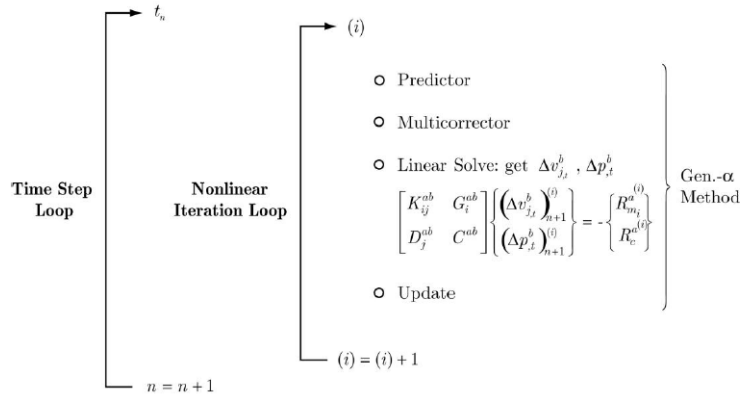 t_n
(i)
Predictor
Multicorrector
Linear Solve: get Δv^b_{j,t} , Δp^b_{,t}
[K^{ab}_{ij} G^{ab}_i; D^{ab}_j C^{ab}] {(Δv^b_{j,t})^{(i)}_{n+1}; (Δp^b_{,t})^{(i)}_{n+1}} = -{R^{a(i)}_{m_i}; R^{a(i)}_c}
Update
Gen.-α
Method
Time Step
Loop
Nonlinear
Iteration Loop
(i) = (i) + 1
n = n + 1